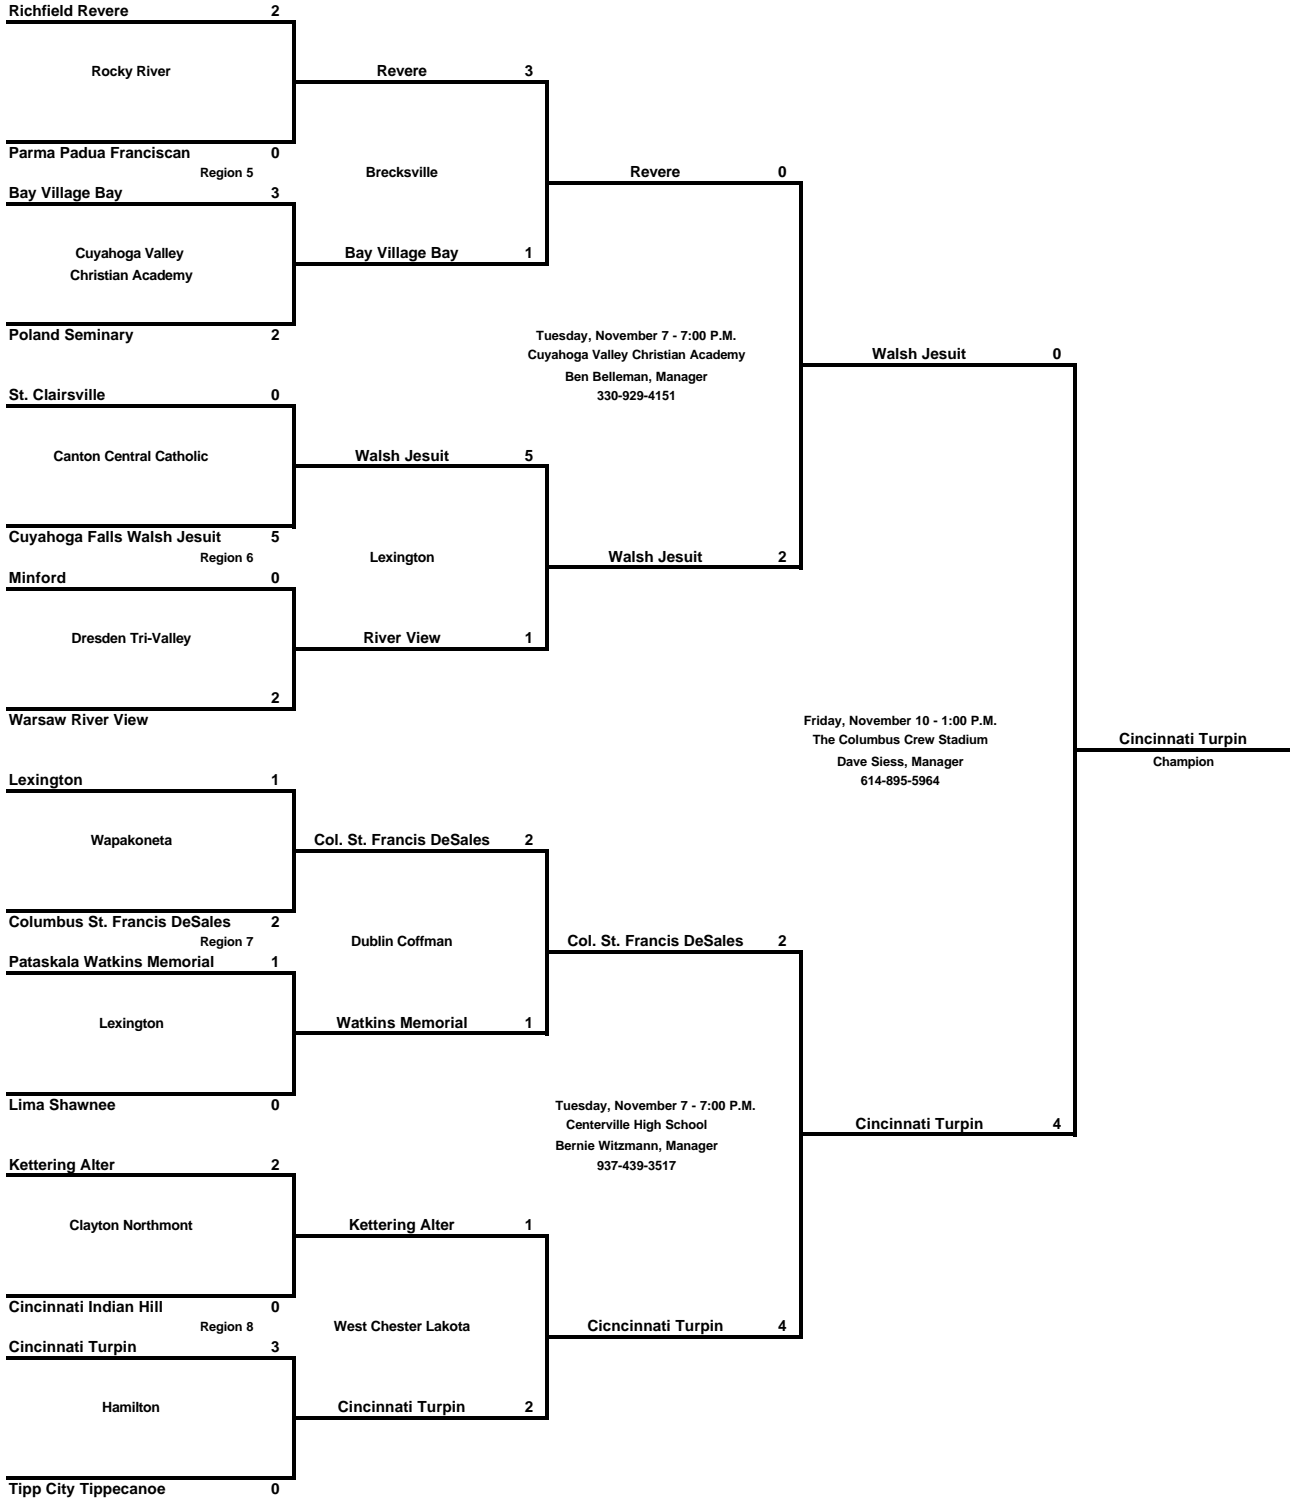 Richfield Revere 2
Rocky River
Revere 3
Parma Padua Franciscan 0
Region 5
Brecksville
Revere 0
Bay Village Bay 3
Cuyahoga Valley
Christian Academy
Bay Village Bay 1
Poland Seminary 2
Tuesday, November 7 - 7:00 P.M.
Cuyahoga Valley Christian Academy
Ben Belleman, Manager
330-929-4151
Walsh Jesuit 0
St. Clairsville 0
Canton Central Catholic
Walsh Jesuit 5
Cuyahoga Falls Walsh Jesuit 5
Region 6
Lexington
Walsh Jesuit 2
Minford 0
Dresden Tri-Valley
River View 1
2
Warsaw River View
Friday, November 10 - 1:00 P.M.
The Columbus Crew Stadium
Dave Siess, Manager
614-895-5964
Cincinnati Turpin
Champion
Lexington 1
Wapakoneta
Col. St. Francis DeSales 2
Columbus St. Francis DeSales 2
Region 7
Dublin Coffman
Col. St. Francis DeSales 2
Pataskala Watkins Memorial 1
Lexington
Watkins Memorial 1
Lima Shawnee 0
Tuesday, November 7 - 7:00 P.M.
Centerville High School
Bernie Witzmann, Manager
937-439-3517
Cincinnati Turpin 4
Kettering Alter 2
Clayton Northmont
Kettering Alter 1
Cincinnati Indian Hill 0
Region 8
West Chester Lakota
Cicncinnati Turpin 4
Cincinnati Turpin 3
Hamilton
Cincinnati Turpin 2
Tipp City Tippecanoe 0